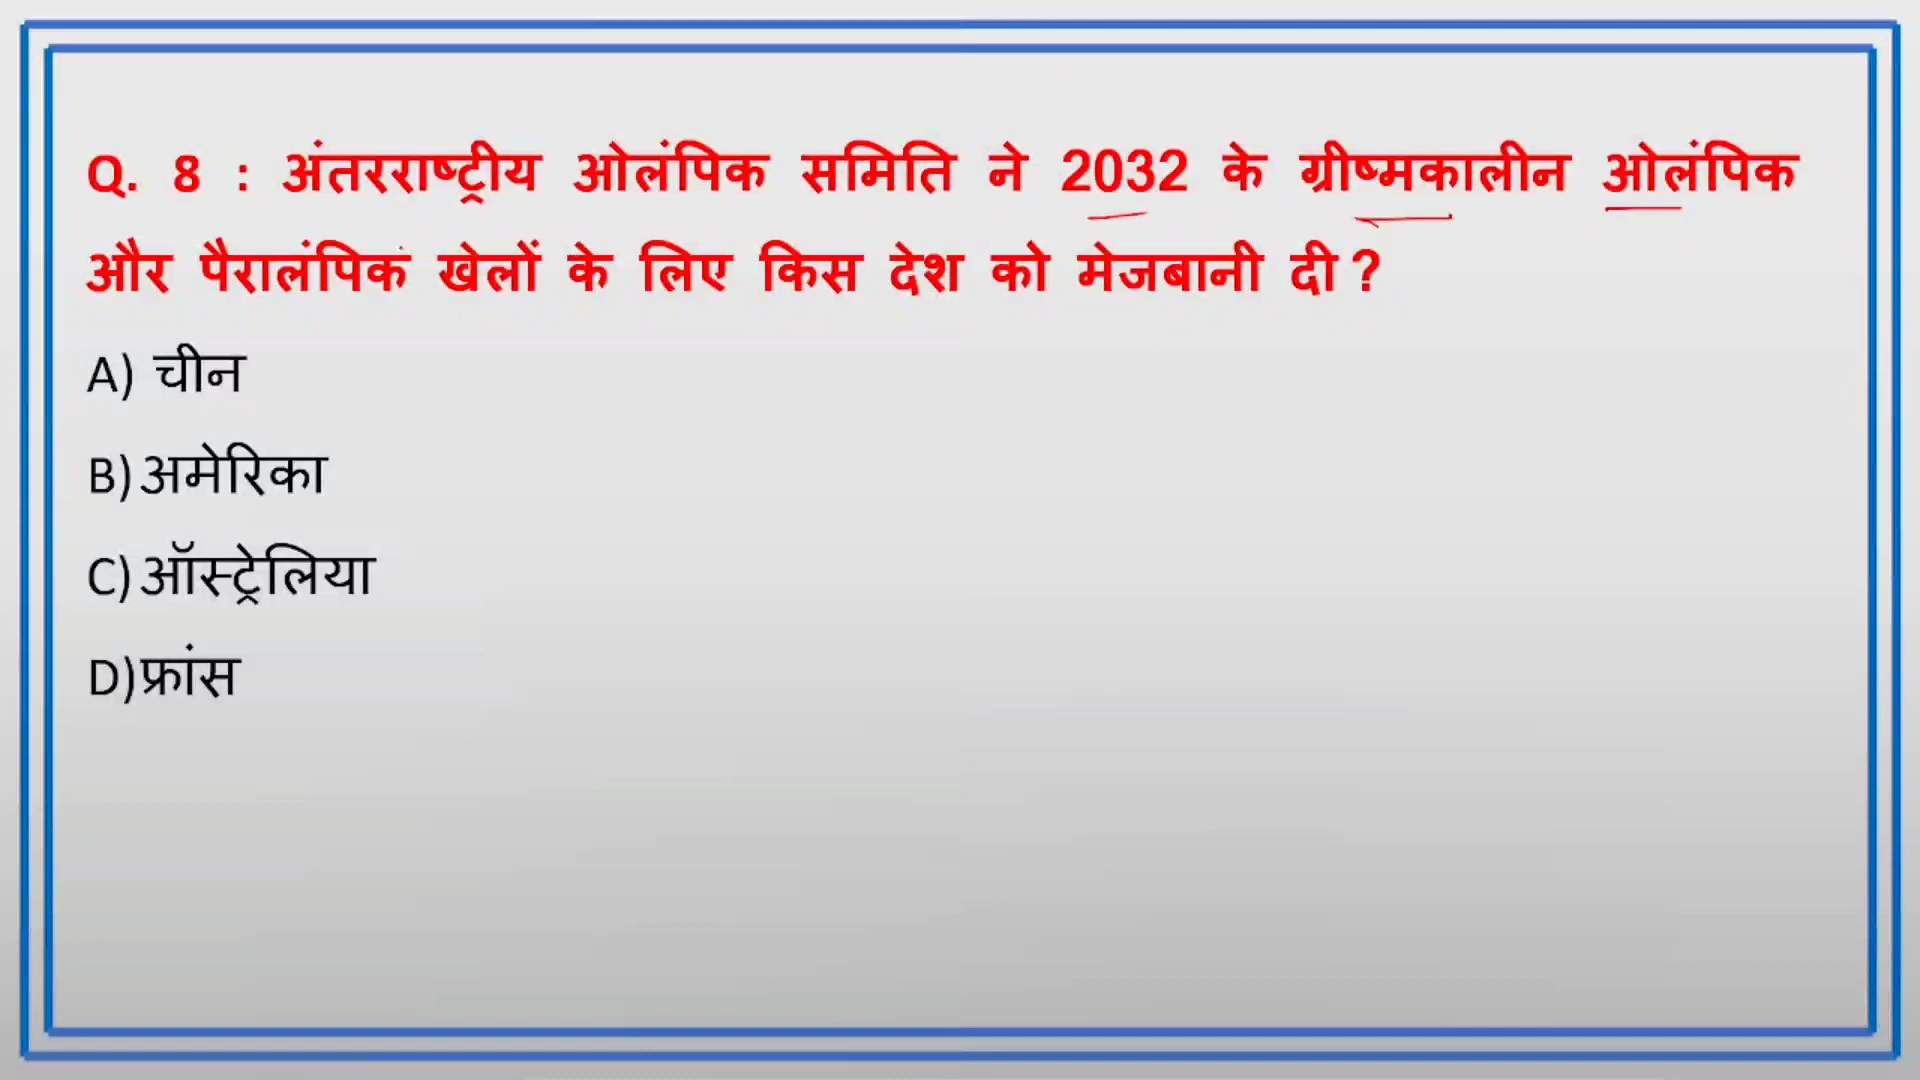 Q. 8 : अंतरराष्ट्रीय ओलंपिक समिति ने 2032 के ग्रीष्मकालीन ओलंपिक
और पैरालंपिक खेलों के लिए किस देश को मेजबानी दी ?
A) चीन
B) अमेरिका
C) ऑस्ट्रेलिया
D) फ्रांस